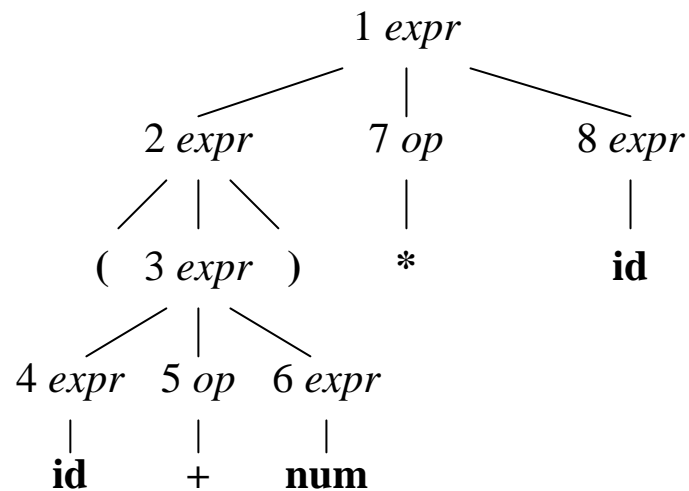 1 expr
2 expr 7 op 8 expr
( 3 expr ) * id
4 expr 5 op 6 expr
id + num